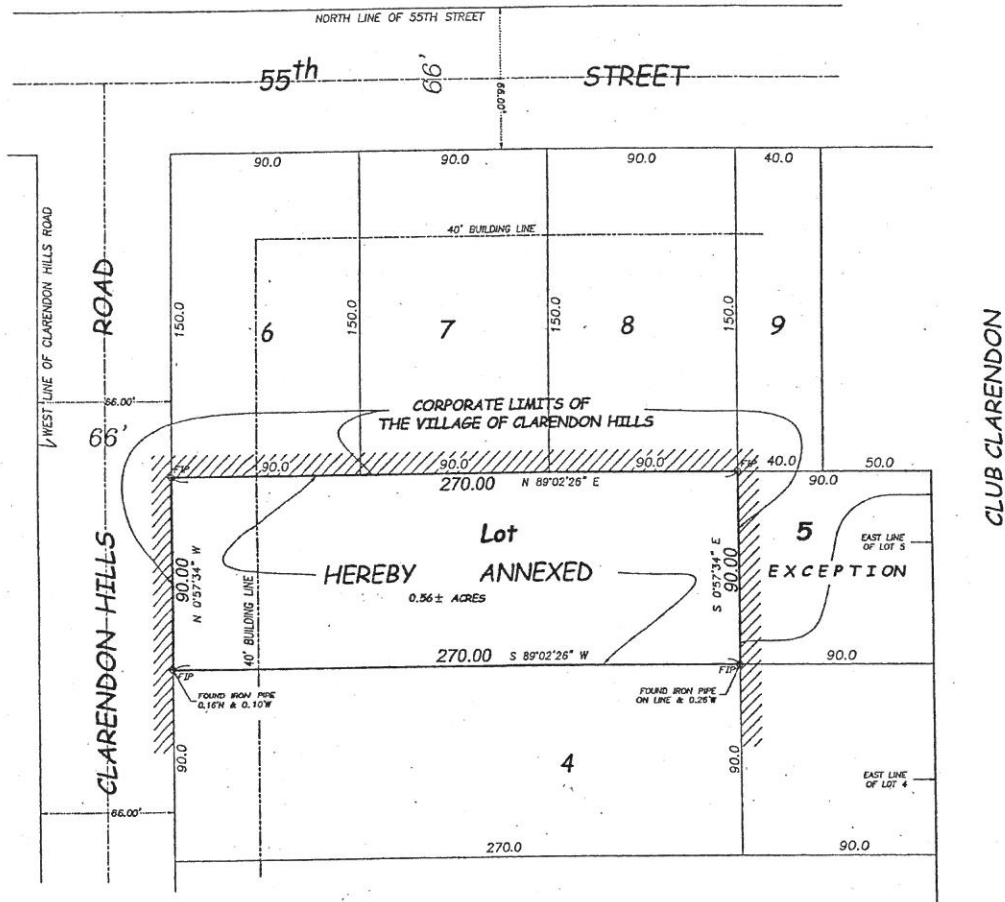 NORTH LINE OF 55TH STREET
55th 66' STREET
66.00'
90.0 90.0 90.0 40.0
WEST LINE OF CLARENDON HILLS ROAD
CLARENDON HILLS ROAD
40' BUILDING LINE
150.0 150.0 150.0 150.0
6 7 8 9
66.00'
66'
CORPORATE LIMITS OF
THE VILLAGE OF CLARENDON HILLS
FIP 90.0 90.0 90.0 FIP 40.0 50.0
270.00 N 89°02'26" E 90.0
Lot
HEREBY ANNEXED
0.56± ACRES
90.00
N 0°57'34" W
40' BUILDING LINE
S 0°57'34" E
90.00
5
EXCEPTION
EAST LINE
OF LOT 5
CLUB CLARENDON
270.00 S 89°02'26" W 90.0
FIP FIP
FOUND IRON PIPE
0.16'N & 0.10'W
FOUND IRON PIPE
ON LINE & 0.26'W
90.0 90.0
4
EAST LINE
OF LOT 4
66.00'
270.0 90.0